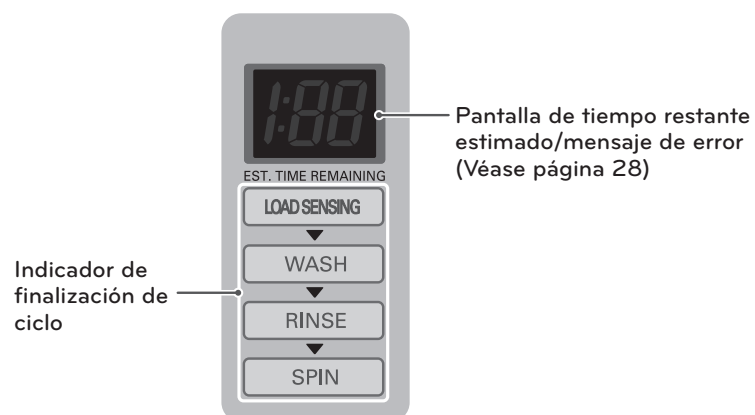 1:88
EST. TIME REMAINING
LOAD SENSING
WASH
RINSE
SPIN
Pantalla de tiempo restante
estimado/mensaje de error
(Véase página 28)
Indicador de
finalización de
ciclo